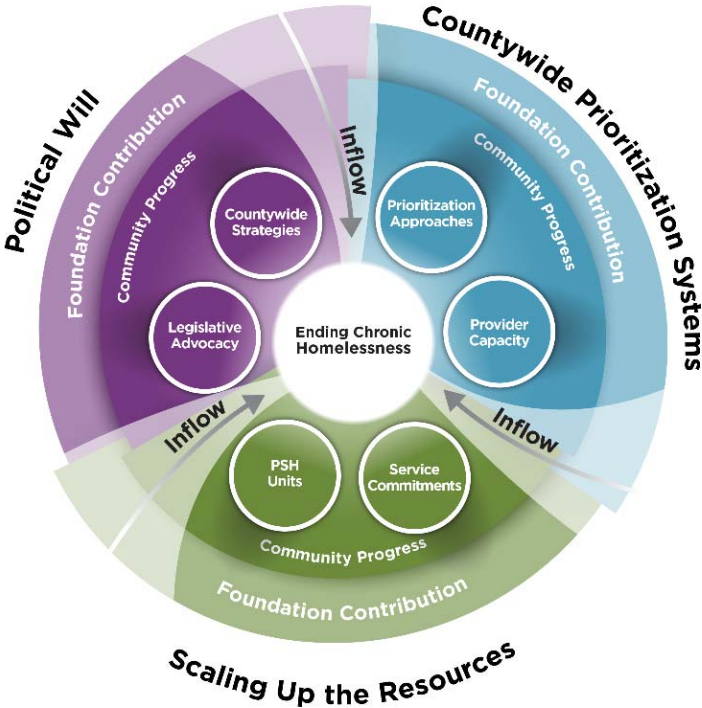 Political Will
Foundation Contribution
Community Progress
Countywide
Strategies
Legislative
Advocacy
Inflow
Countywide Prioritization Systems
Foundation Contribution
Community Progress
Prioritization
Approaches
Provider
Capacity
Inflow
Ending Chronic
Homelessness
Inflow
PSH
Units
Service
Commitments
Community Progress
Foundation Contribution
Scaling Up the Resources